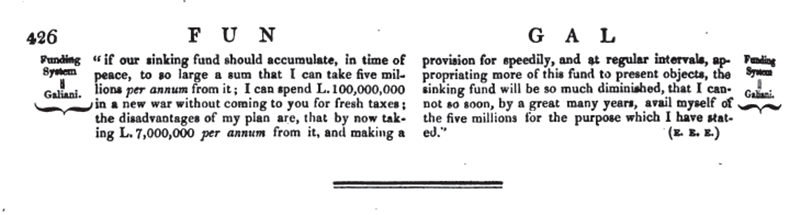 426
F U N
G A L
Funding
System
||
Galiani.
"if our sinking fund should accumulate, in time of
peace, to so large a sum that I can take five mil-
lions per annum from it; I can spend L.100,000,000
in a new war without coming to you for fresh taxes;
the disadvantages of my plan are, that by now tak-
ing L.7,000,000 per annum from it, and making a
provision for speedily, and at regular intervals, ap-
propriating more of this fund to present objects, the
sinking fund will be so much diminished, that I can-
not so soon, by a great many years, avail myself of
the five millions for the purpose which I have stat-
ed."
(E. E. E.)
Funding
System
||
Galiani.